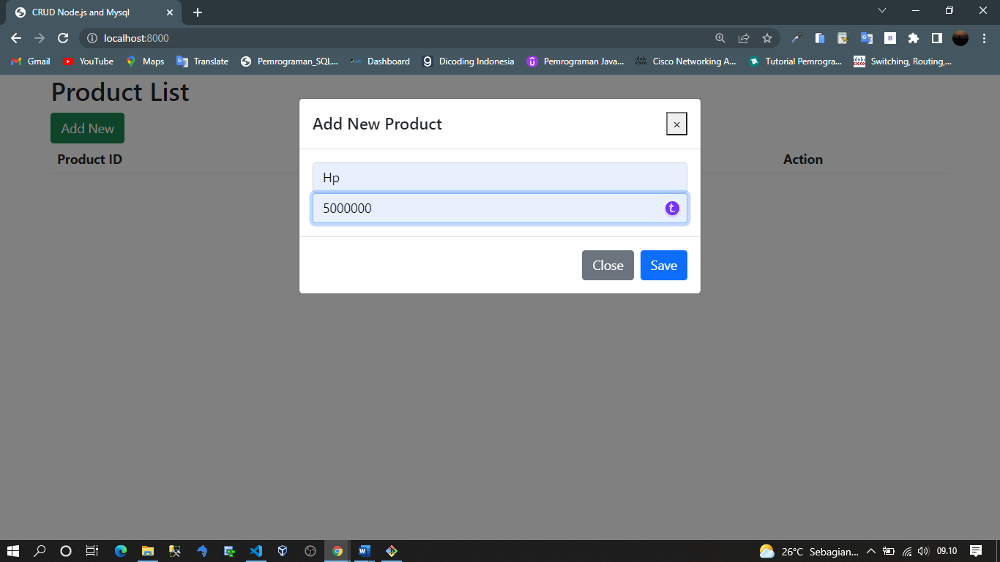 CRUD Node.js and Mysql
localhost:8000
Gmail YouTube Maps Translate Pemrograman_SQL... Dashboard Dicoding Indonesia Pemrograman Java... Cisco Networking A... Tutorial Pemrogra... Switching, Routing,...
Product List
Add New
Product ID Action
Add New Product
×
Hp
5000000
t.
Close Save
26°C Sebagian... 09.10